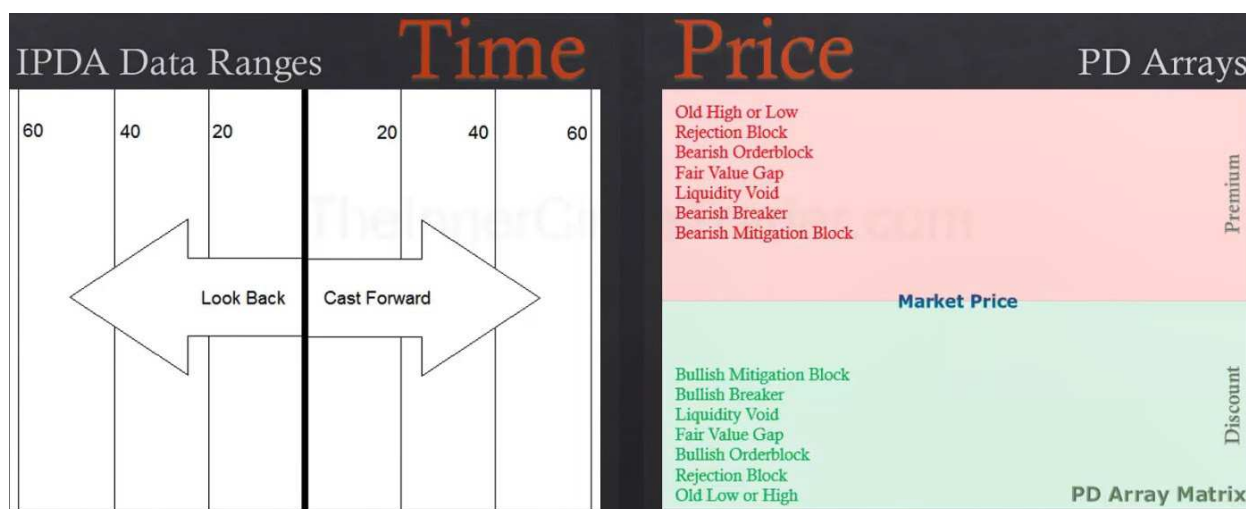 IPDA Data Ranges
Time
60 40 20 20 40 60
Look Back Cast Forward
Price
PD Arrays
Old High or Low
Rejection Block
Bearish Orderblock
Fair Value Gap
Liquidity Void
Bearish Breaker
Bearish Mitigation Block
Premium
Market Price
Bullish Mitigation Block
Bullish Breaker
Liquidity Void
Fair Value Gap
Bullish Orderblock
Rejection Block
Old Low or High
Discount
PD Array Matrix